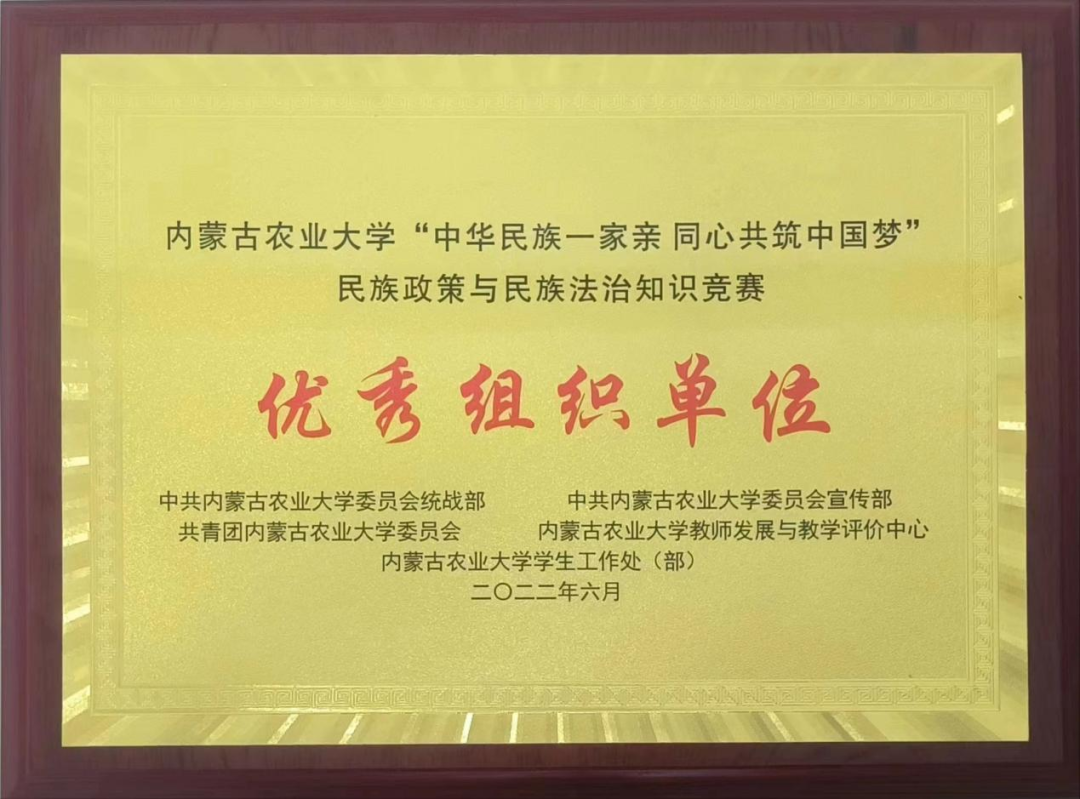 内蒙古农业大学“中华民族一家亲 同心共筑中国梦”
民族政策与民族法治知识竞赛
优秀组织单位
中共内蒙古农业大学委员会统战部 中共内蒙古农业大学委员会宣传部
共青团内蒙古农业大学委员会 内蒙古农业大学教师发展与教学评价中心
内蒙古农业大学学生工作处（部）
二〇二二年六月